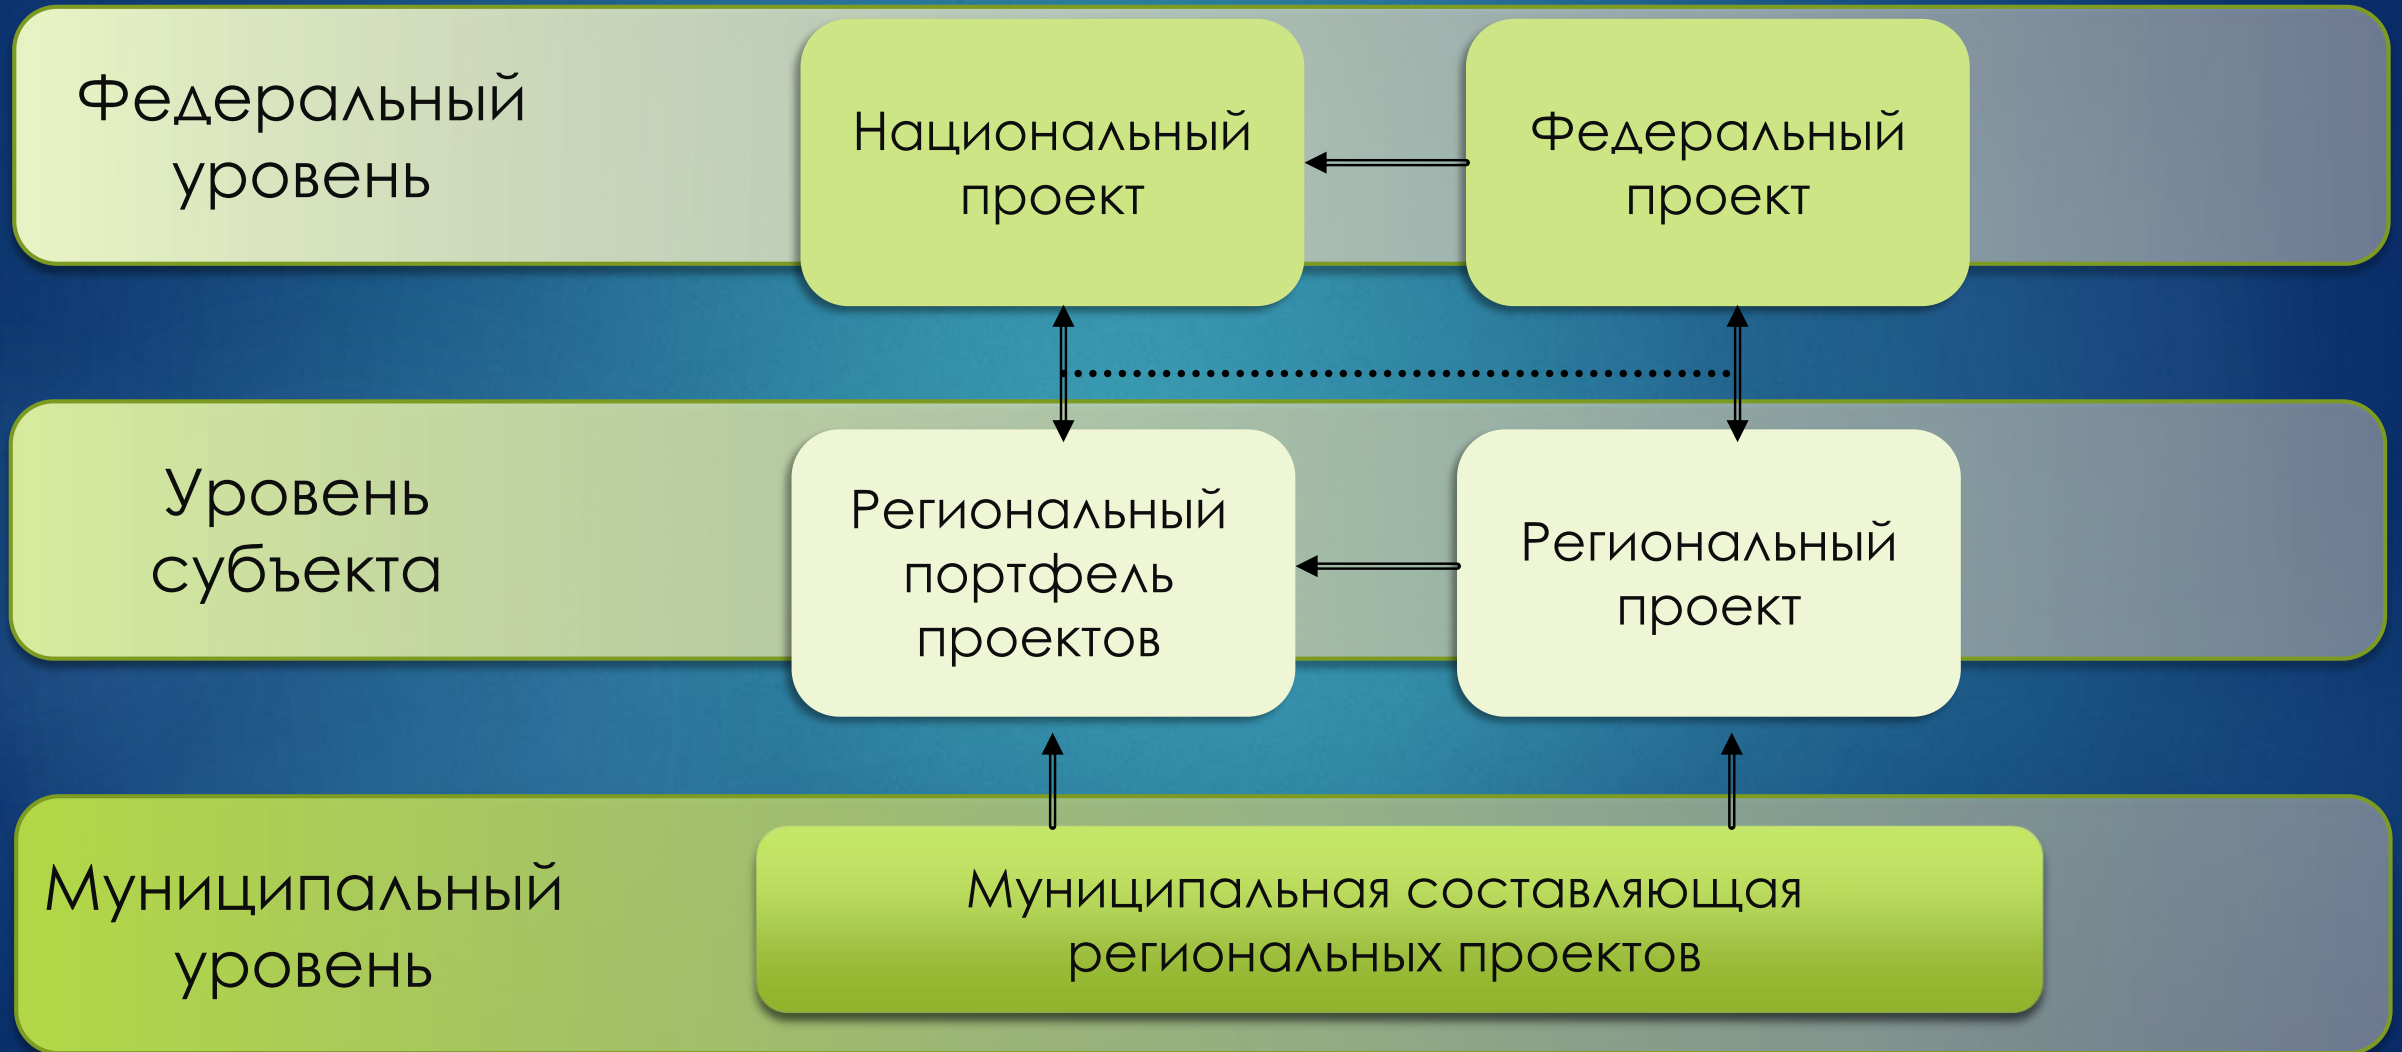 Федеральный
уровень
Национальный
проект
Федеральный
проект
Уровень
субъекта
Региональный
портфель
проектов
Региональный
проект
Муниципальный
уровень
Муниципальная составляющая
региональных проектов